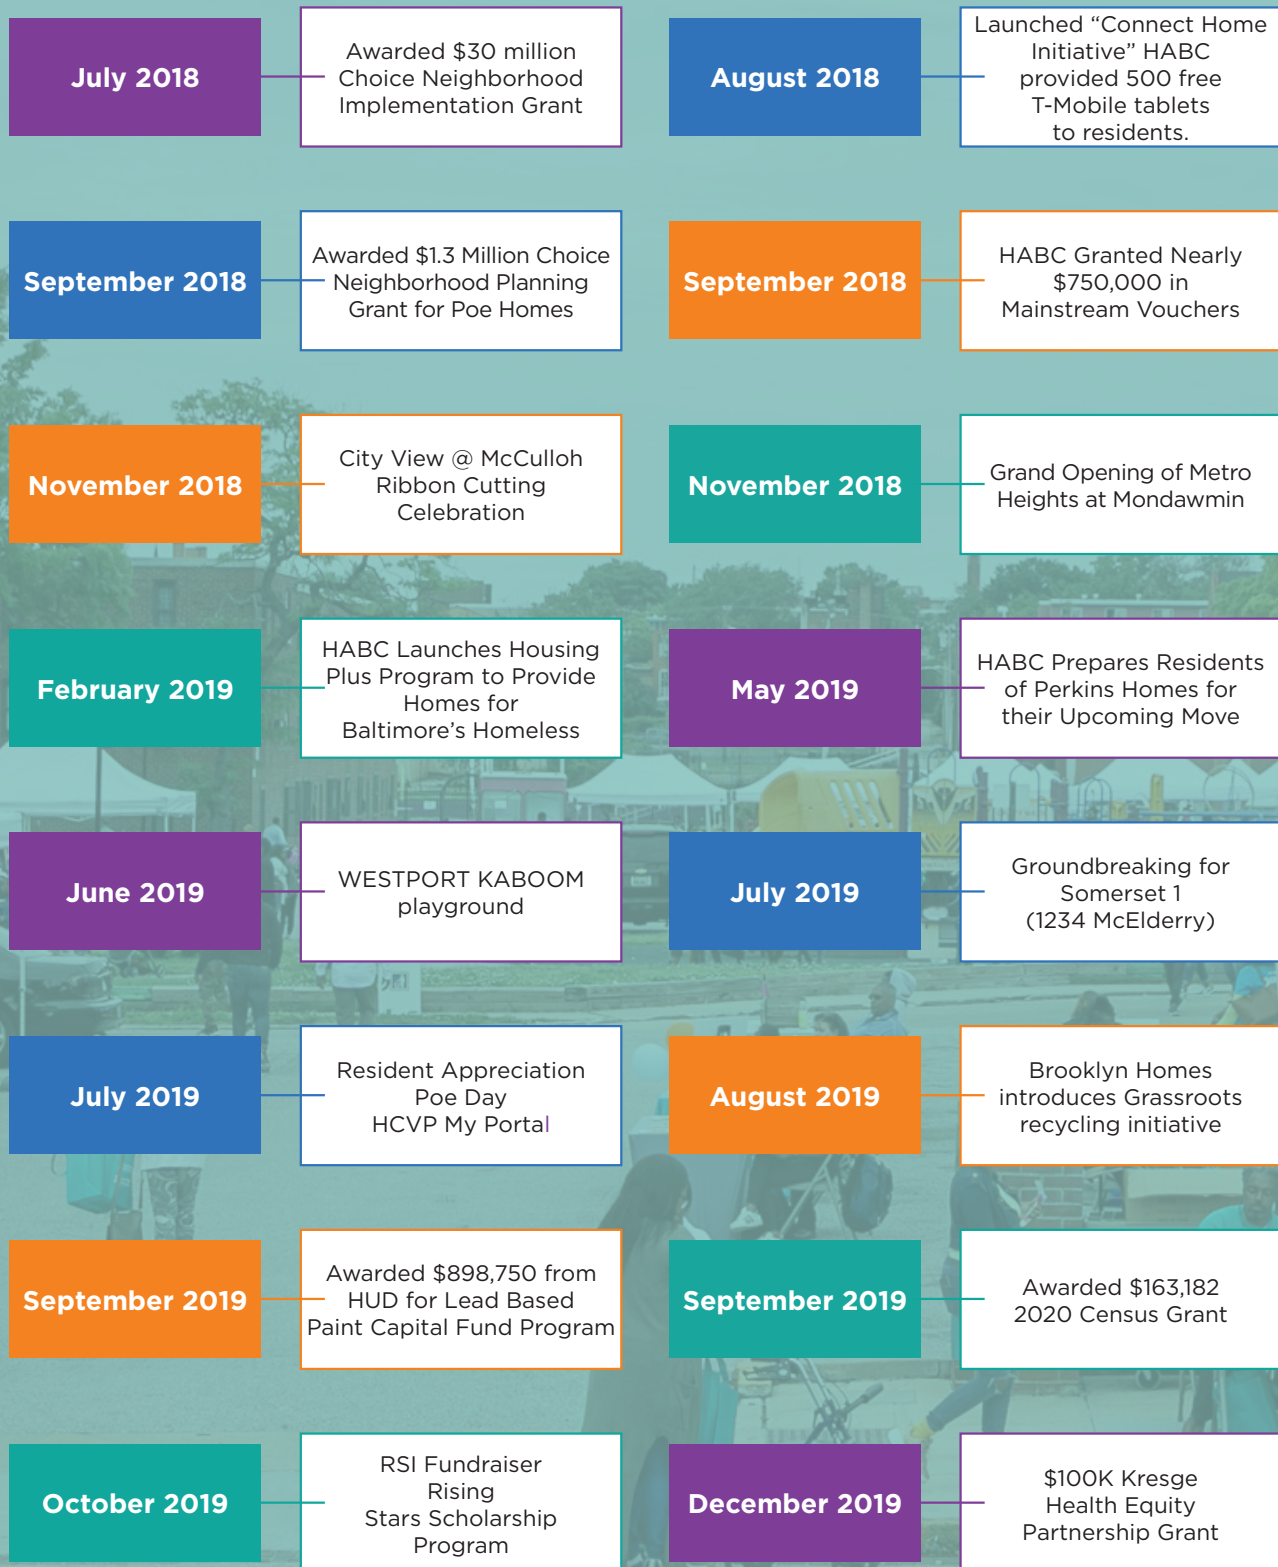 July 2018
Awarded $30 million
Choice Neighborhood
Implementation Grant
August 2018
Launched “Connect Home
Initiative” HABC
provided 500 free
T-Mobile tablets
to residents.
September 2018
Awarded $1.3 Million Choice
Neighborhood Planning
Grant for Poe Homes
September 2018
HABC Granted Nearly
$750,000 in
Mainstream Vouchers
November 2018
City View @ McCulloh
Ribbon Cutting
Celebration
November 2018
Grand Opening of Metro
Heights at Mondawmin
February 2019
HABC Launches Housing
Plus Program to Provide
Homes for
Baltimore’s Homeless
May 2019
HABC Prepares Residents
of Perkins Homes for
their Upcoming Move
June 2019
WESTPORT KABOOM
playground
July 2019
Groundbreaking for
Somerset 1
(1234 McElderry)
July 2019
Resident Appreciation
Poe Day
HCVP My Portal
August 2019
Brooklyn Homes
introduces Grassroots
recycling initiative
September 2019
Awarded $898,750 from
HUD for Lead Based
Paint Capital Fund Program
September 2019
Awarded $163,182
2020 Census Grant
October 2019
RSI Fundraiser
Rising
Stars Scholarship
Program
December 2019
$100K Kresge
Health Equity
Partnership Grant